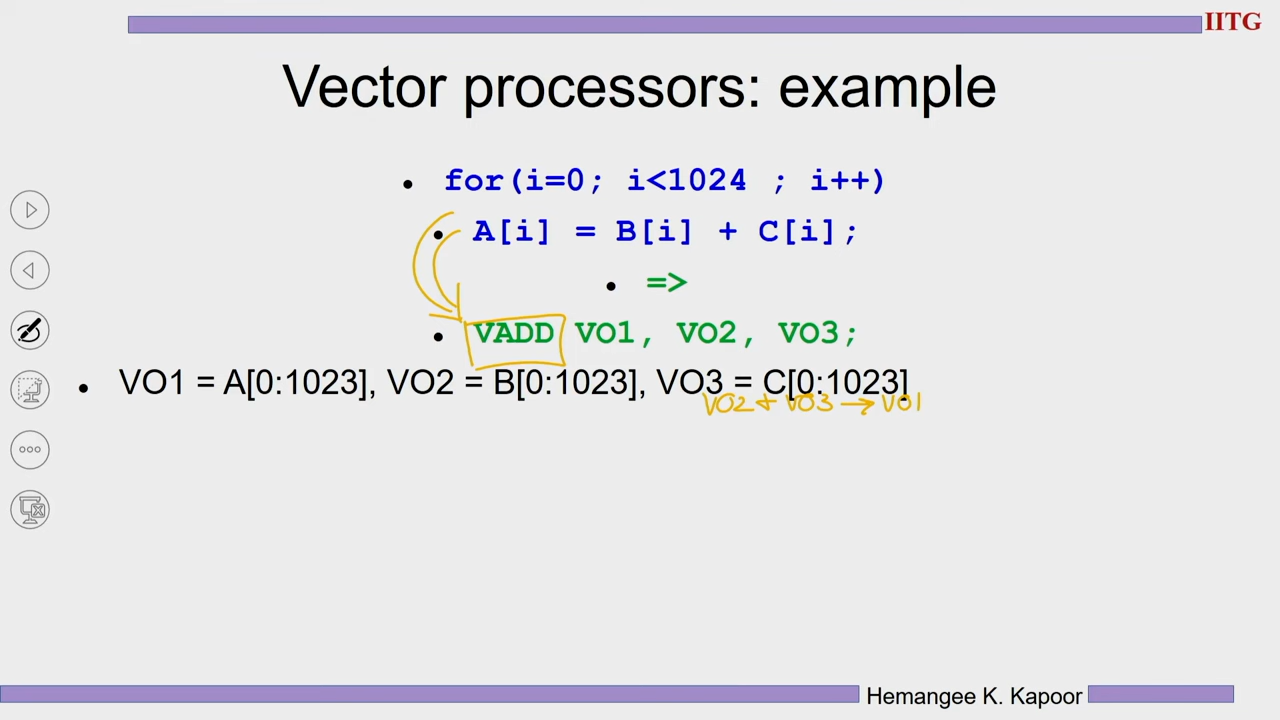 IITG
Vector processors: example
• for(i=0; i<1024 ; i++)
• A[i] = B[i] + C[i];
• =>
• VADD VO1, VO2, VO3;
• VO1 = A[0:1023], VO2 = B[0:1023], VO3 = C[0:1023]
VO2 + VO3 → VO1
Hemangee K. Kapoor